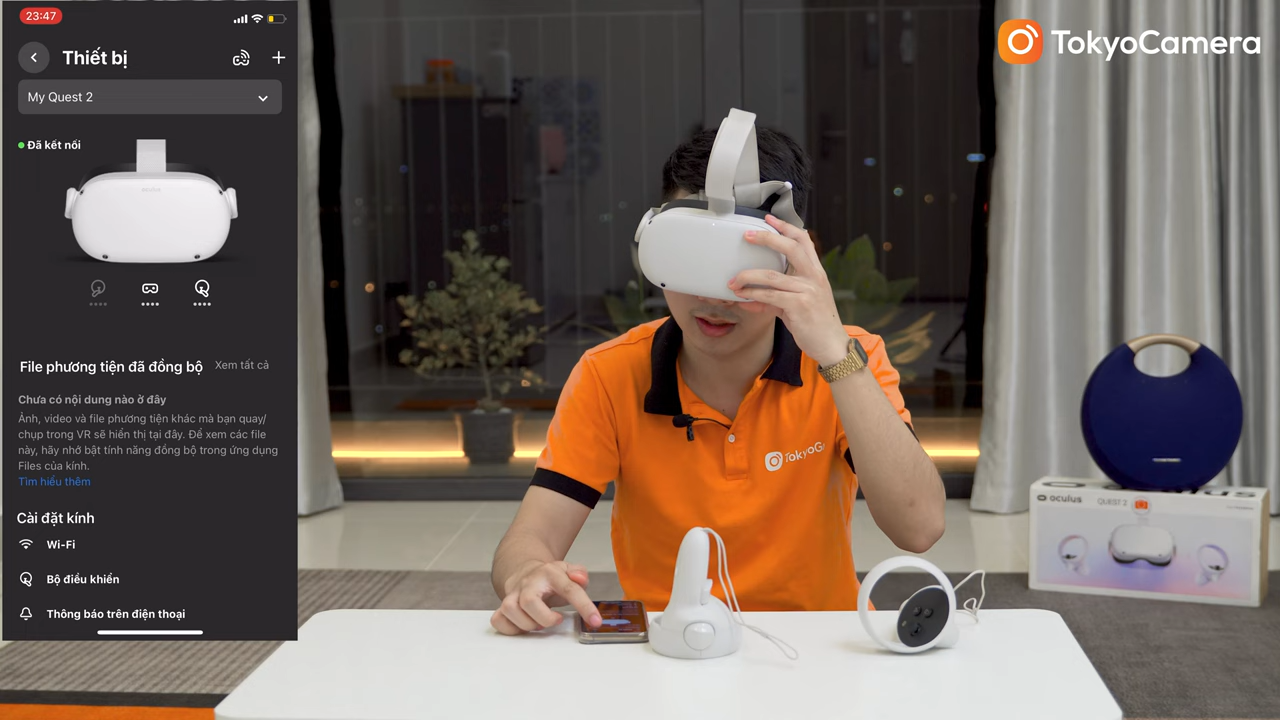 23:47
Thiết bị
My Quest 2
Đã kết nối
oculus
File phương tiện đã đồng bộ Xem tất cả
Chưa có nội dung nào ở đây
Ảnh, video và file phương tiện khác mà bạn quay/
chụp trong VR sẽ hiển thị tại đây. Để xem các file
này, hãy nhớ bật tính năng đồng bộ trong ứng dụng
Files của kính.
Tìm hiểu thêm
Cài đặt kính
Wi-Fi
Bộ điều khiển
Thông báo trên điện thoại
TokyoCamera
oculus QUEST 2